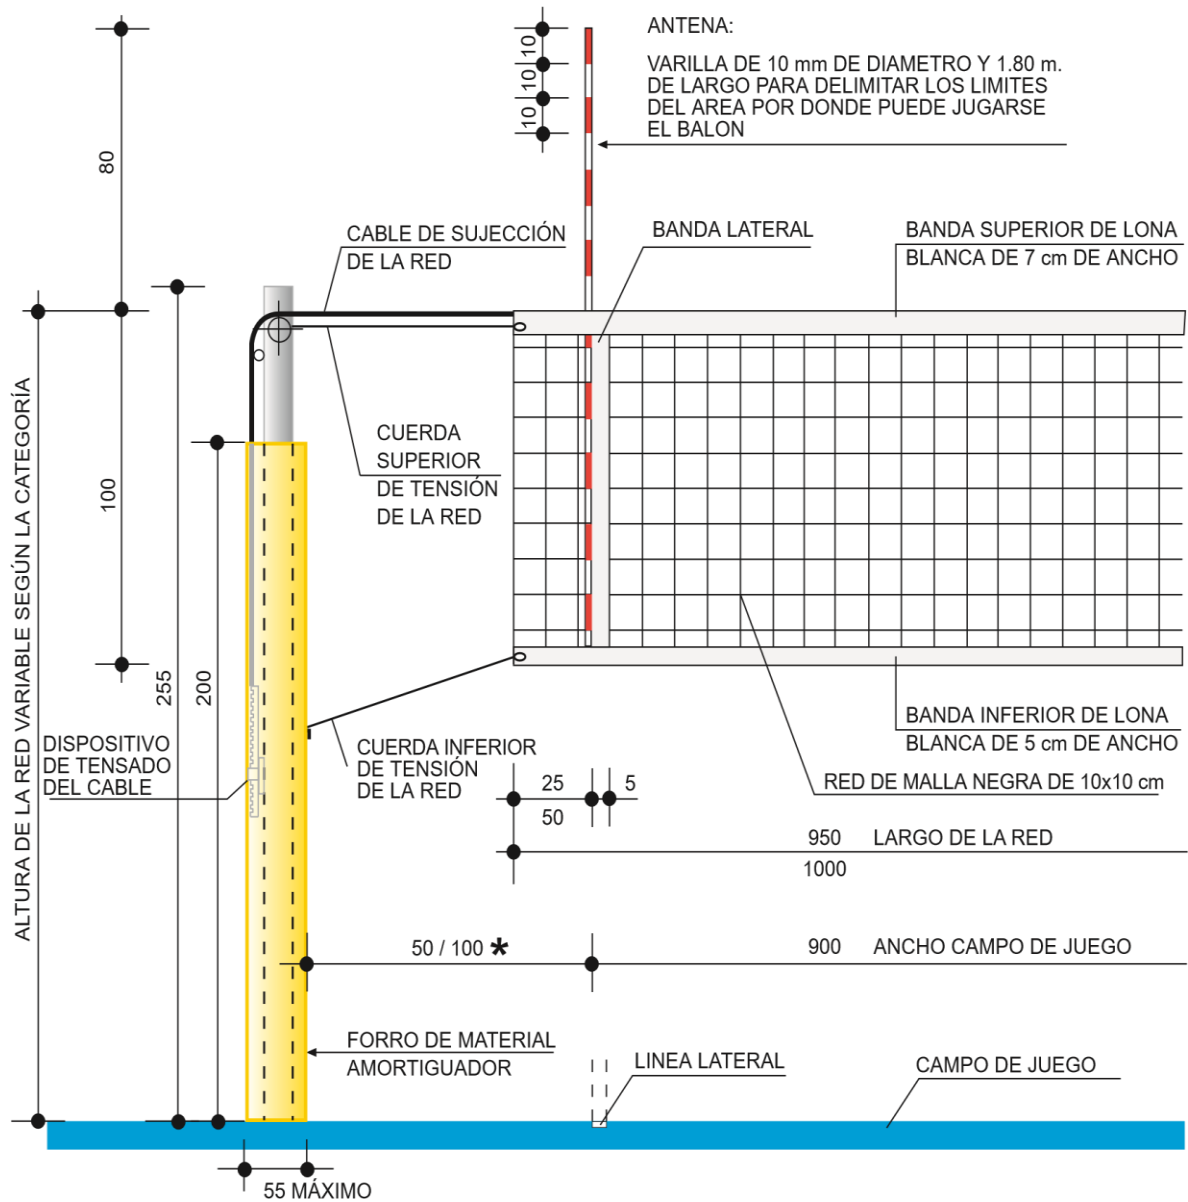 ANTENA:
VARILLA DE 10 mm DE DIAMETRO Y 1.80 m.
DE LARGO PARA DELIMITAR LOS LIMITES
DEL AREA POR DONDE PUEDE JUGARSE
EL BALON
10
10
10
80
CABLE DE SUJECCIÓN
DE LA RED
BANDA LATERAL
BANDA SUPERIOR DE LONA
BLANCA DE 7 cm DE ANCHO
ALTURA DE LA RED VARIABLE SEGÚN LA CATEGORÍA
100
CUERDA
SUPERIOR
DE TENSIÓN
DE LA RED
255
200
DISPOSITIVO
DE TENSADO
DEL CABLE
CUERDA INFERIOR
DE TENSIÓN
DE LA RED
BANDA INFERIOR DE LONA
BLANCA DE 5 cm DE ANCHO
RED DE MALLA NEGRA DE 10x10 cm
25 5
50
950 LARGO DE LA RED
1000
50 / 100 *
900 ANCHO CAMPO DE JUEGO
FORRO DE MATERIAL
AMORTIGUADOR
LINEA LATERAL
CAMPO DE JUEGO
55 MÁXIMO